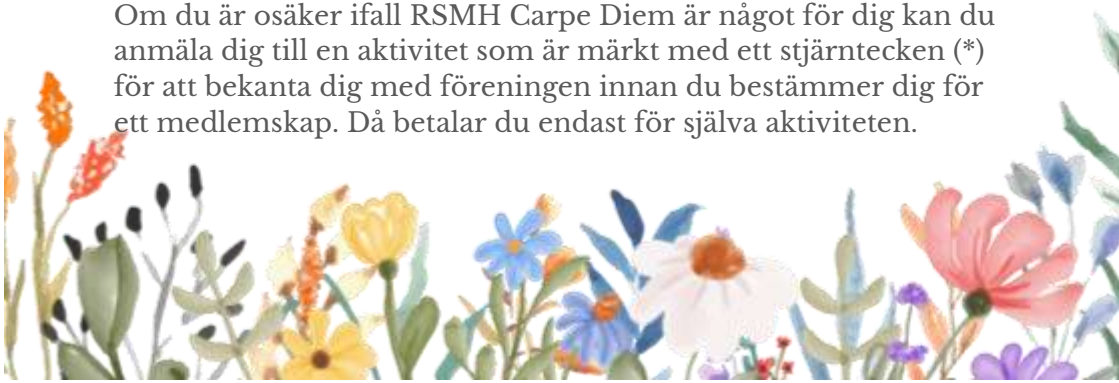 Om du är osäker ifall RSMH Carpe Diem är något för dig kan du
anmäla dig till en aktivitet som är märkt med ett stjärntecken (*)
för att bekanta dig med föreningen innan du bestämmer dig för
ett medlemskap. Då betalar du endast för själva aktiviteten.